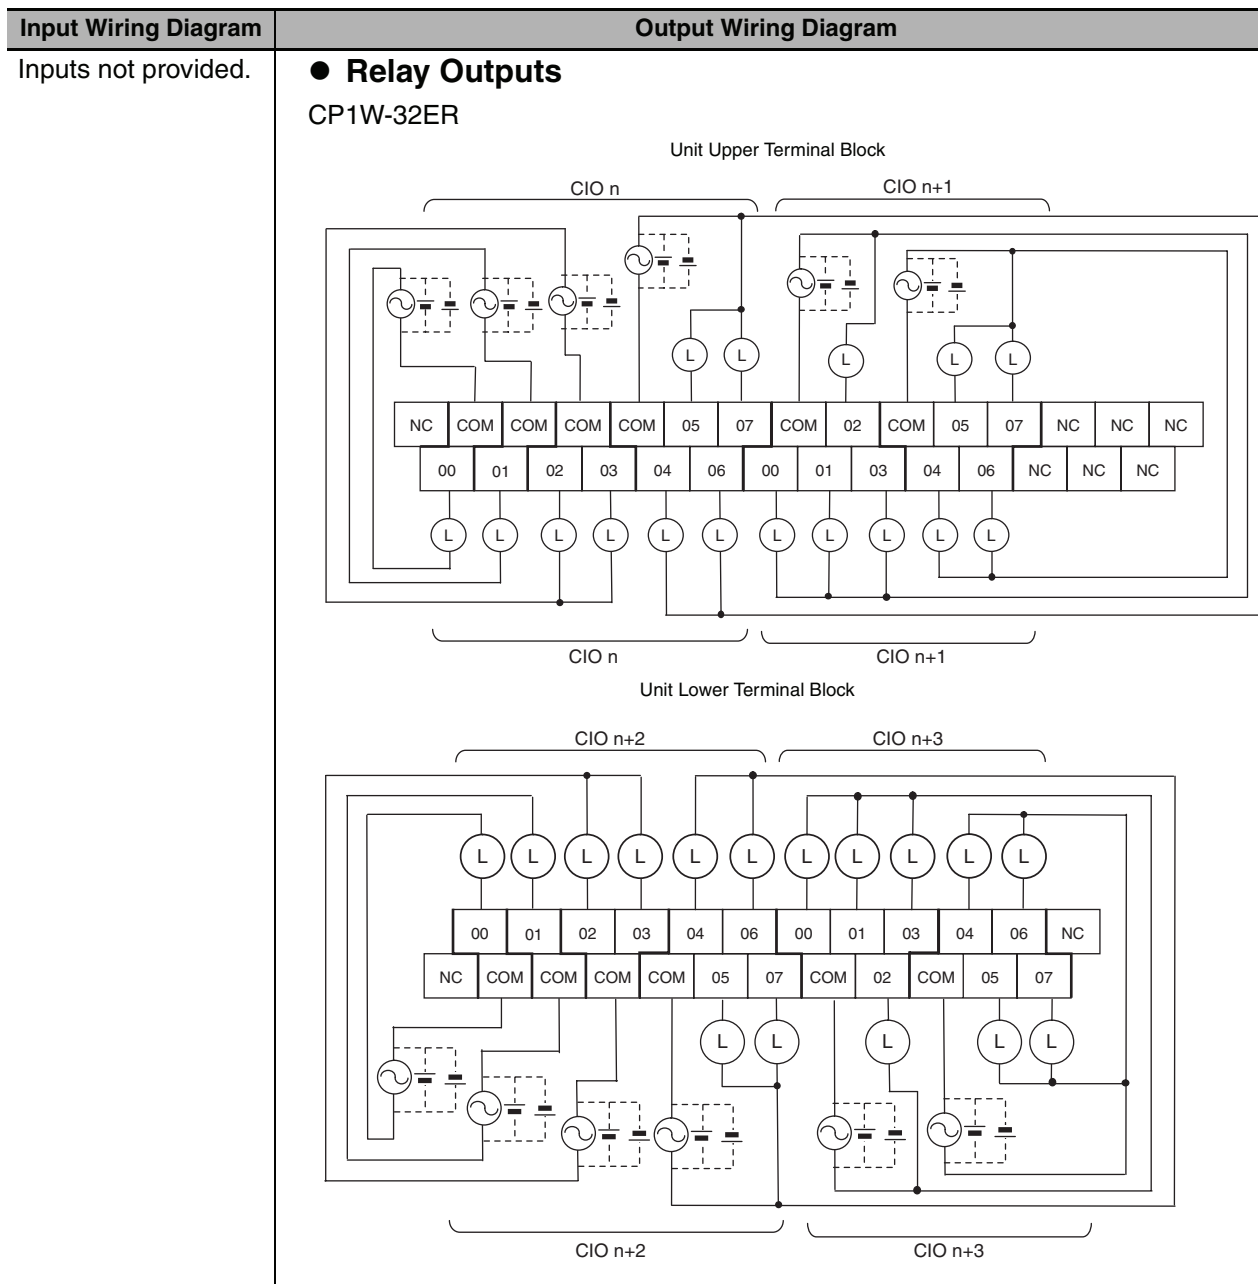 Input Wiring Diagram Output Wiring Diagram
Inputs not provided.
● Relay Outputs
CP1W-32ER
Unit Upper Terminal Block
CIO n CIO n+1
L L L L L
NC COM COM COM COM 05 07 COM 02 COM 05 07 NC NC NC
00 01 02 03 04 06 00 01 03 04 06 NC NC NC
L L L L L L L L L L L
CIO n CIO n+1
Unit Lower Terminal Block
CIO n+2 CIO n+3
L L L L L L L L L L L
00 01 02 03 04 06 00 01 03 04 06 NC
NC COM COM COM COM 05 07 COM 02 COM 05 07
L L L L L
CIO n+2 CIO n+3